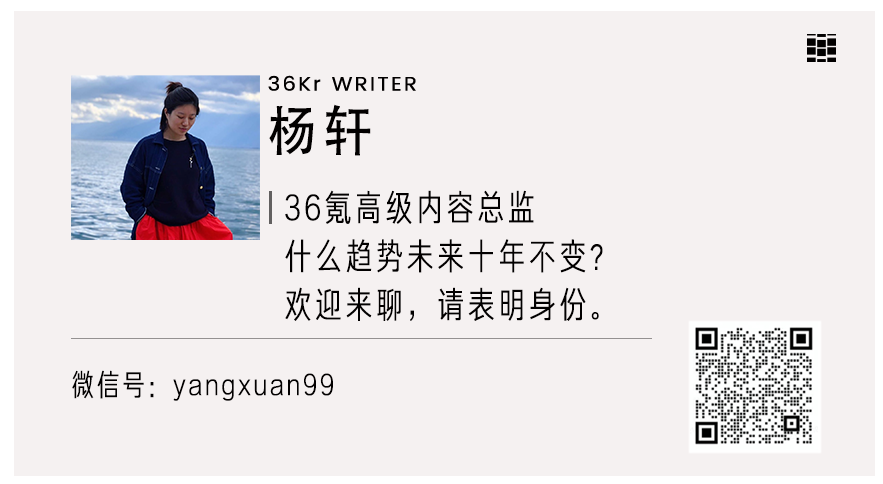 36Kr WRITER
杨轩
36氪高级内容总监
什么趋势未来十年不变?
欢迎来聊，请表明身份。
微信号：yangxuan99